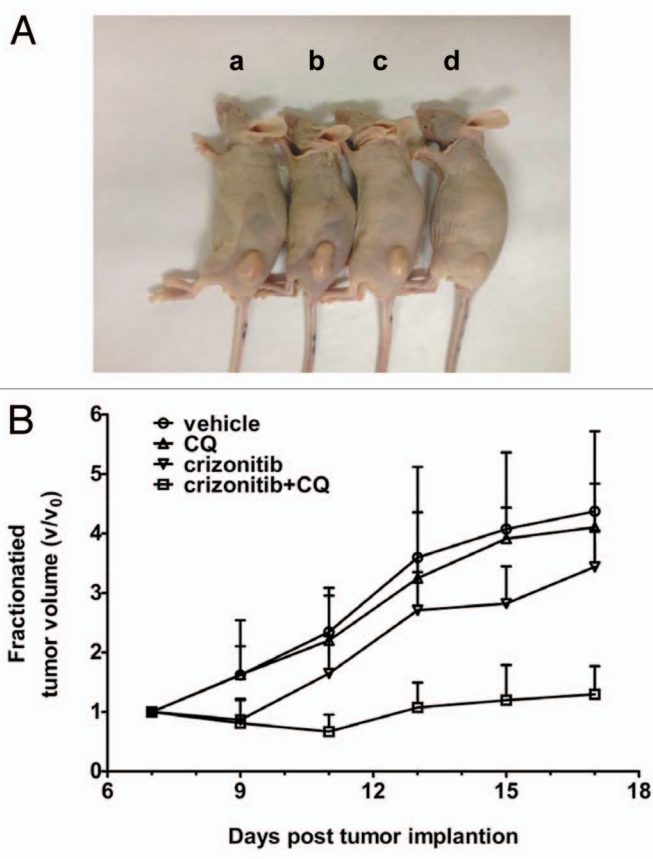 A
a b c d
B
6
5
4
3
2
1
0
Fractionatied
tumor volume (v/v0)
vehicle
CQ
crizonitib
crizonitib+CQ
6 9 12 15 18
Days post tumor implantion